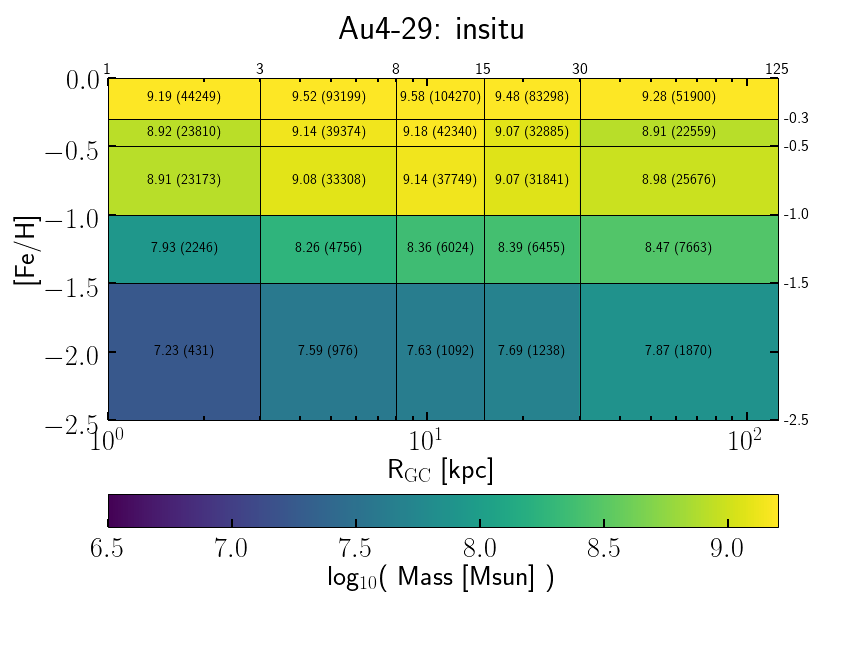 Au4-29: insitu
1 3 8 15 30 125
0.0 9.19 (44249) 9.52 (93199) 9.58 (104270) 9.48 (83298) 9.28 (51900)
-0.3
8.92 (23810) 9.14 (39374) 9.18 (42340) 9.07 (32885) 8.91 (22559)
−0.5 -0.5
8.91 (23173) 9.08 (33308) 9.14 (37749) 9.07 (31841) 8.98 (25676)
−1.0 -1.0
[Fe/H]
7.93 (2246) 8.26 (4756) 8.36 (6024) 8.39 (6455) 8.47 (7663)
−1.5 -1.5
−2.0 7.23 (431) 7.59 (976) 7.63 (1092) 7.69 (1238) 7.87 (1870)
−2.5 -2.5
10⁰ 10¹ 10²
R_GC [kpc]
6.5 7.0 7.5 8.0 8.5 9.0
log₁₀( Mass [Msun] )